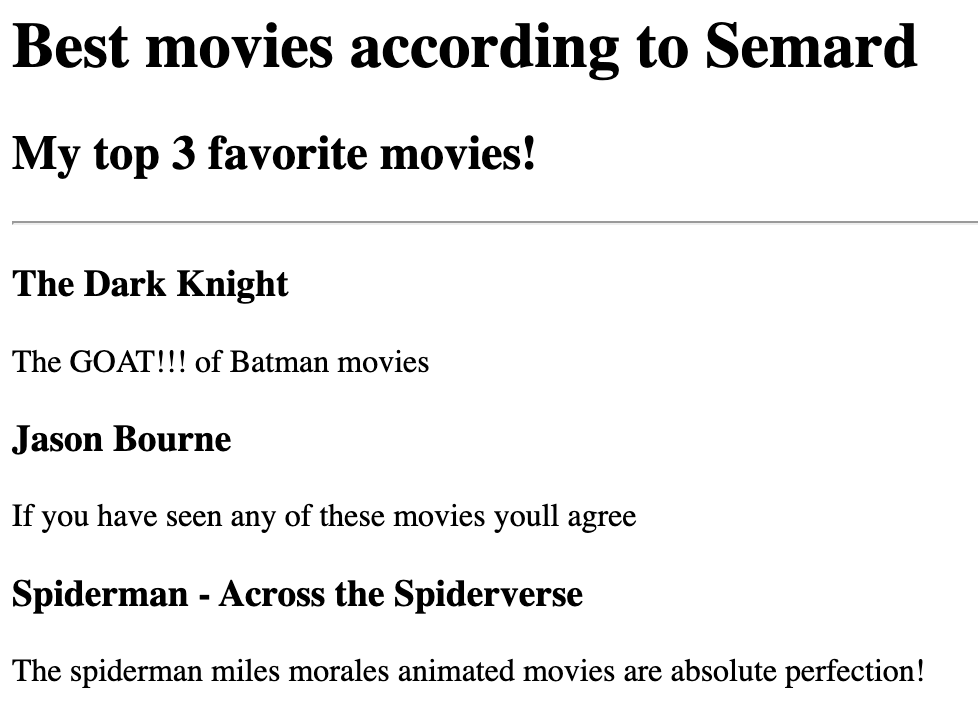 Best movies according to Semard
My top 3 favorite movies!
The Dark Knight
The GOAT!!! of Batman movies
Jason Bourne
If you have seen any of these movies youll agree
Spiderman - Across the Spiderverse
The spiderman miles morales animated movies are absolute perfection!